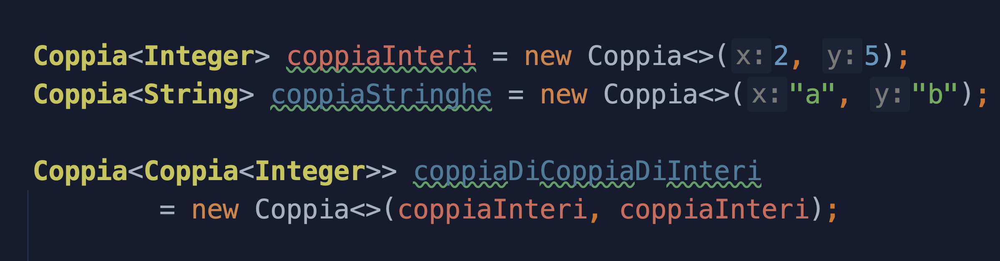 Coppia<Integer> coppiaInteri = new Coppia<>( x: 2, y: 5);
Coppia<String> coppiaStringhe = new Coppia<>( x: "a", y: "b");
Coppia<Coppia<Integer>> coppiaDiCoppiaDiInteri
= new Coppia<>(coppiaInteri, coppiaInteri);